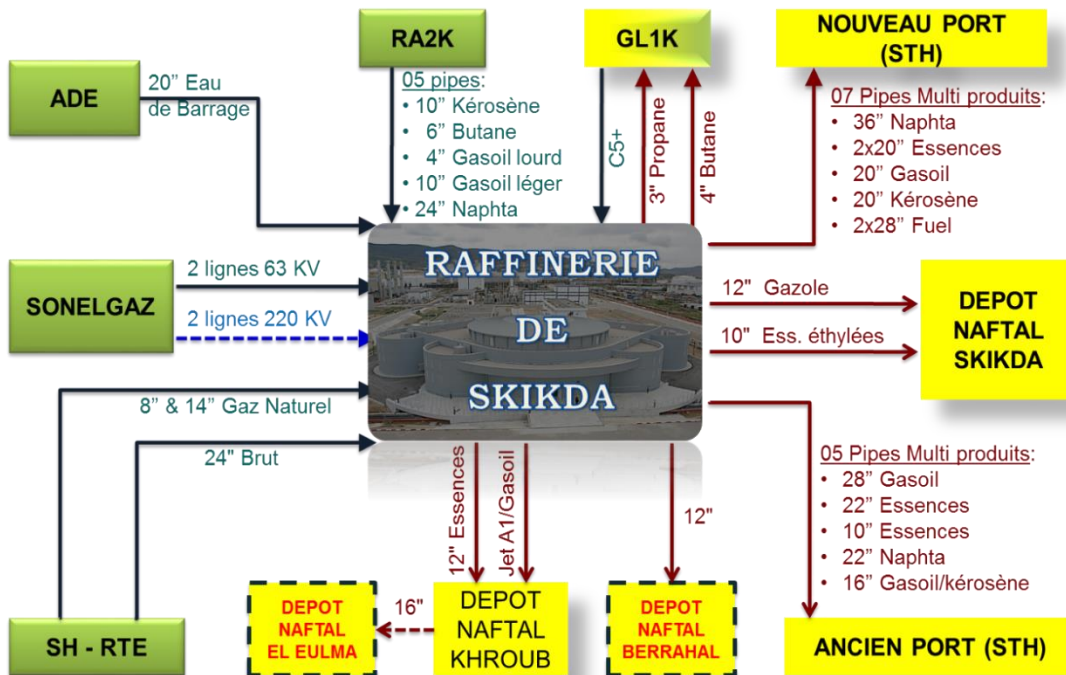 RA2K
GL1K
NOUVEAU PORT
(STH)
ADE
20” Eau
de Barrage
05 pipes:
• 10” Kérosène
• 6” Butane
• 4” Gasoil lourd
• 10” Gasoil léger
• 24” Naphta
C5+
3" Propane
4" Butane
07 Pipes Multi produits:
• 36” Naphta
• 2x20” Essences
• 20” Gasoil
• 20” Kérosène
• 2x28” Fuel
SONELGAZ
2 lignes 63 KV
2 lignes 220 KV
RAFFINERIE
DE
SKIKDA
12" Gazole
10" Ess. éthylées
DEPOT
NAFTAL
SKIKDA
8” & 14” Gaz Naturel
24" Brut
12" Essences
Jet A1/Gasoil
12"
05 Pipes Multi produits:
• 28” Gasoil
• 22” Essences
• 10” Essences
• 22” Naphta
• 16” Gasoil/kérosène
SH - RTE
DEPOT
NAFTAL
EL EULMA
16"
DEPOT
NAFTAL
KHROUB
DEPOT
NAFTAL
BERRAHAL
ANCIEN PORT (STH)